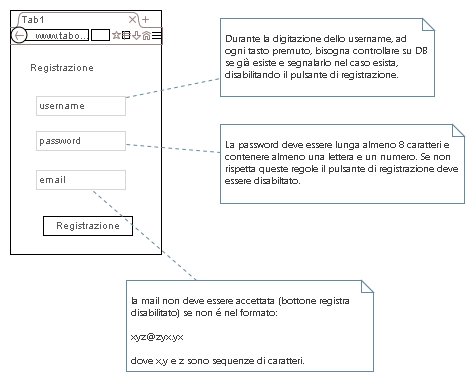 Tab1
www.tabo...
Registrazione
username
password
email
Registrazione
Durante la digitazione dello username, ad
ogni tasto premuto, bisogna controllare su DB
se già esiste e segnalarlo nel caso esista,
disabilitando il pulsante di registrazione.
La password deve essere lunga almeno 8 caratteri e
contenere almeno una lettera e un numero. Se non
rispetta queste regole il pulsante di registrazione deve
essere disabiltato.
la mail non deve essere accettata (bottone registra
disabilitato) se non é nel formato:
xyz@zyx.yx
dove x,y e z sono sequenze di caratteri.